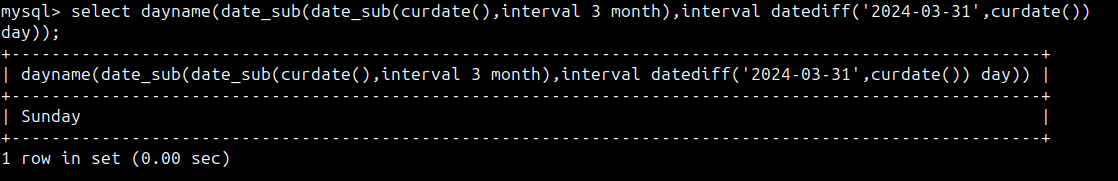 mysql> select dayname(date_sub(date_sub(curdate(),interval 3 month),interval datediff('2024-03-31',curdate())
day));
+---------------------------------------------------------------------------------------------------+
| dayname(date_sub(date_sub(curdate(),interval 3 month),interval datediff('2024-03-31',curdate()) day)) |
+---------------------------------------------------------------------------------------------------+
| Sunday                                                                                            |
+---------------------------------------------------------------------------------------------------+
1 row in set (0.00 sec)